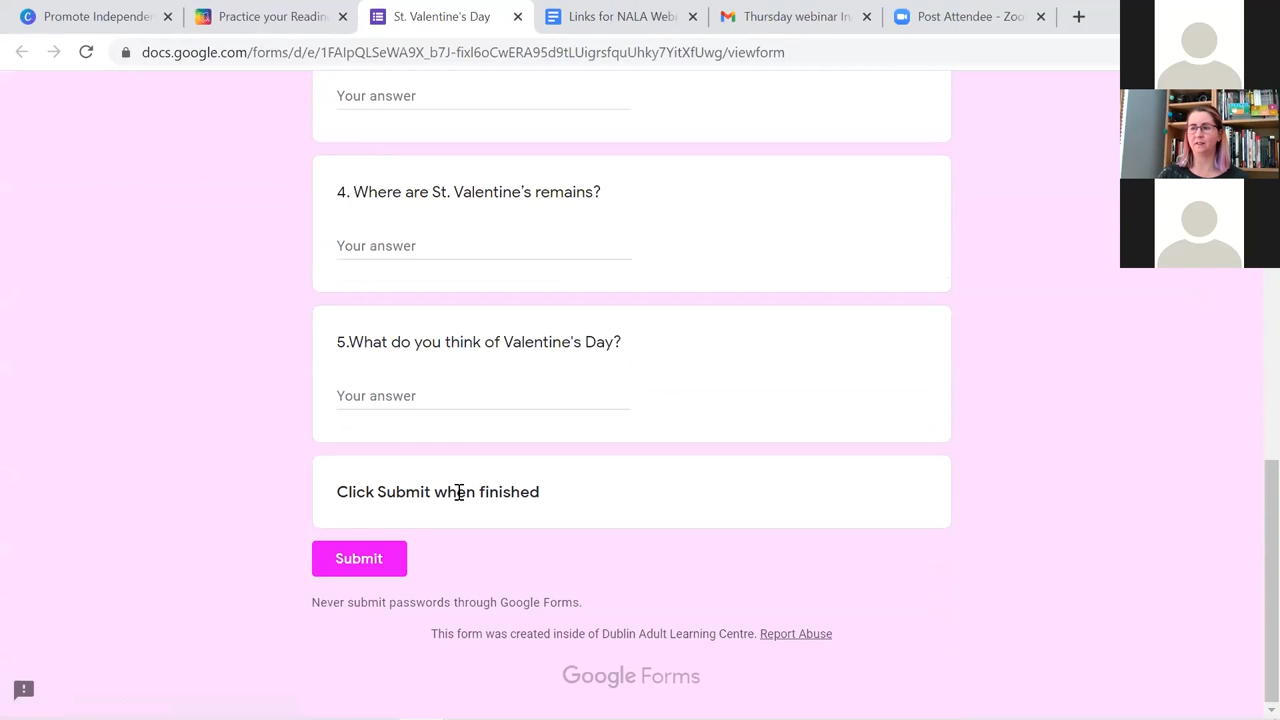 Promote Independen
Practice your Readin
St. Valentine's Day
Links for NALA Webi
Thursday webinar In
Post Attendee - Zoo
docs.google.com/forms/d/e/1FAIpQLSeWA9X_b7J-fixl6oCwERA95d9tLUigrsfquUhky7YitXfUwg/viewform
Your answer
4. Where are St. Valentine's remains?
Your answer
5.What do you think of Valentine's Day?
Your answer
Click Submit when finished
Submit
Never submit passwords through Google Forms.
This form was created inside of Dublin Adult Learning Centre. Report Abuse
Google Forms